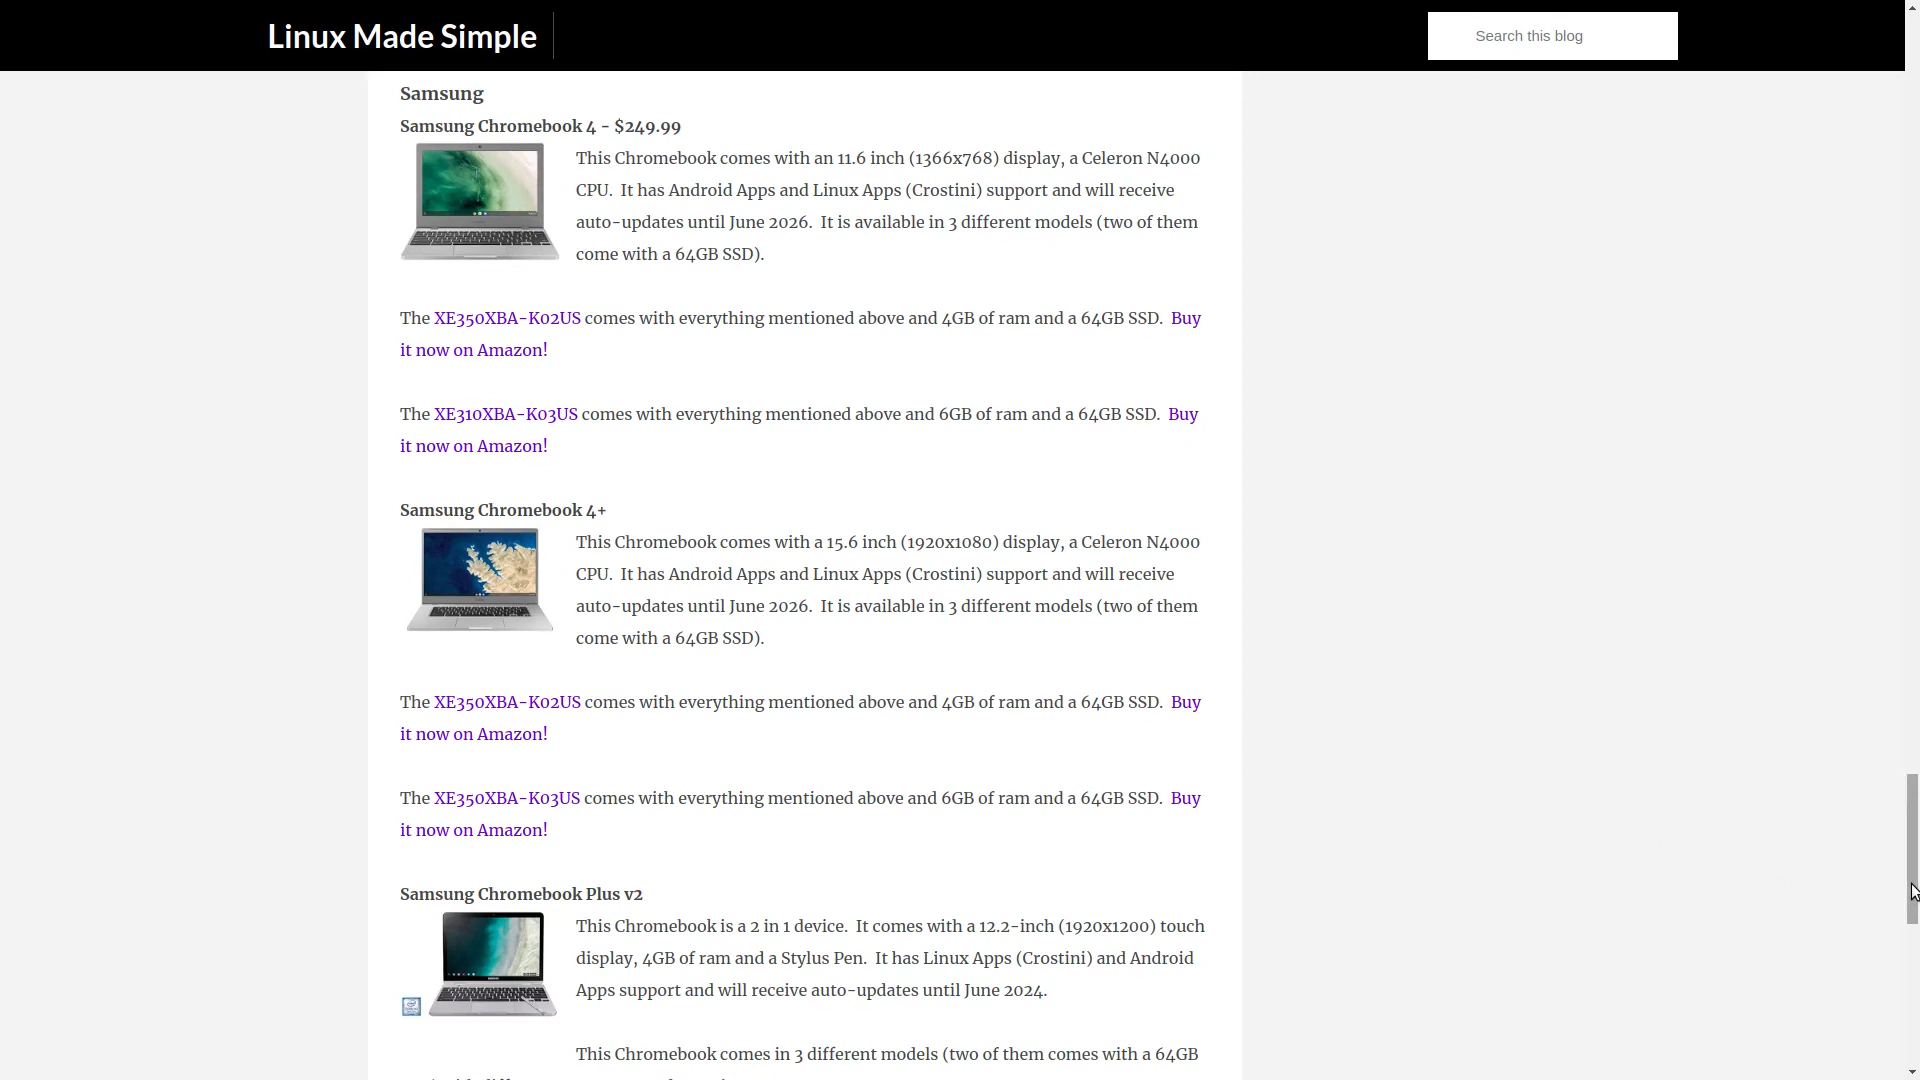 Linux Made Simple
Search this blog
Samsung
Samsung Chromebook 4 - $249.99
This Chromebook comes with an 11.6 inch (1366x768) display, a Celeron N4000
CPU.  It has Android Apps and Linux Apps (Crostini) support and will receive
auto-updates until June 2026.  It is available in 3 different models (two of them
come with a 64GB SSD).
The XE350XBA-K02US comes with everything mentioned above and 4GB of ram and a 64GB SSD.  Buy
it now on Amazon!
The XE310XBA-K03US comes with everything mentioned above and 6GB of ram and a 64GB SSD.  Buy
it now on Amazon!
Samsung Chromebook 4+
This Chromebook comes with a 15.6 inch (1920x1080) display, a Celeron N4000
CPU.  It has Android Apps and Linux Apps (Crostini) support and will receive
auto-updates until June 2026.  It is available in 3 different models (two of them
come with a 64GB SSD).
The XE350XBA-K02US comes with everything mentioned above and 4GB of ram and a 64GB SSD.  Buy
it now on Amazon!
The XE350XBA-K03US comes with everything mentioned above and 6GB of ram and a 64GB SSD.  Buy
it now on Amazon!
Samsung Chromebook Plus v2
This Chromebook is a 2 in 1 device.  It comes with a 12.2-inch (1920x1200) touch
display, 4GB of ram and a Stylus Pen.  It has Linux Apps (Crostini) and Android
Apps support and will receive auto-updates until June 2024.
This Chromebook comes in 3 different models (two of them comes with a 64GB